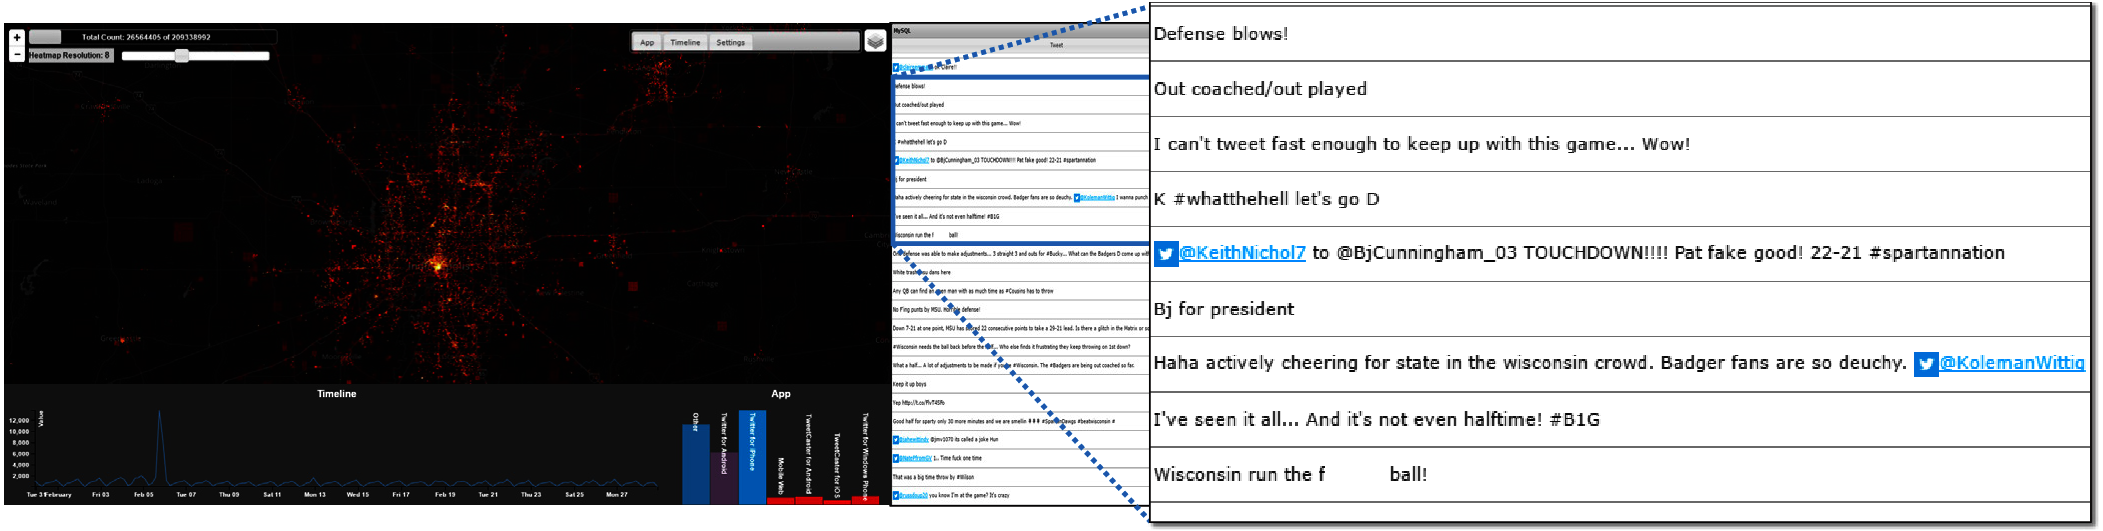 +
−
Total Count: 26564405 of 209338992
Heatmap Resolution: 8
App
Timeline
Settings
Timeline
Value
12,000
10,000
8,000
6,000
4,000
2,000
Tue 31
February
Fri 03
Feb 05
Tue 07
Thu 09
Sat 11
Mon 13
Wed 15
Fri 17
Feb 19
Tue 21
Thu 23
Sat 25
Mon 27
App
Other
Twitter for Android
Twitter for iPhone
Mobile Web
TweetCaster for Android
TweetCaster for iOS
Twitter for Windows Phone
MySQL
Tweet
Defense blows!
Out coached/out played
I can't tweet fast enough to keep up with this game... Wow!
K #whatthehell let's go D
@KeithNichol7 to @BjCunningham_03 TOUCHDOWN!!!! Pat fake good! 22-21 #spartannation
Bj for president
Haha actively cheering for state in the wisconsin crowd. Badger fans are so deuchy. @KolemanWittig I wanna punch
I've seen it all... And it's not even halftime! #B1G
Wisconsin run the f ball!
Our defense was able to make adjustments... 3 straight 3 and outs for #Bucky... What can the Badgers D come up wit
White trash you dans here
Any QB can find an open man with as much time as #Cousins has to throw
No F'ing punts by MSU. Horrible defense!
Down 7-21 at one point, MSU has scored 22 consecutive points to take a 29-21 lead. Is there a glitch in the Matrix or so
#Wisconsin needs the ball back before the half... Who else finds it frustrating they keep throwing on 1st down?
What a half... A lot of adjustments to be made if you're #Wisconsin. The #Badgers are being out coached so far.
Keep it up boys
Yep
Good half for sparty only 30 more minutes and we are smellin #SpartanDawgs #beatwisconsin #
@jmv1070 its called a joke Hun
1.. Time fuck one time
That was a big time throw by #Wilson
you know I'm at the game? It's crazy
Defense blows!
Out coached/out played
I can't tweet fast enough to keep up with this game... Wow!
K #whatthehell let's go D
@KeithNichol7 to @BjCunningham_03 TOUCHDOWN!!!! Pat fake good! 22-21 #spartannation
Bj for president
Haha actively cheering for state in the wisconsin crowd. Badger fans are so deuchy. @KolemanWittig
I've seen it all... And it's not even halftime! #B1G
Wisconsin run the f ball!